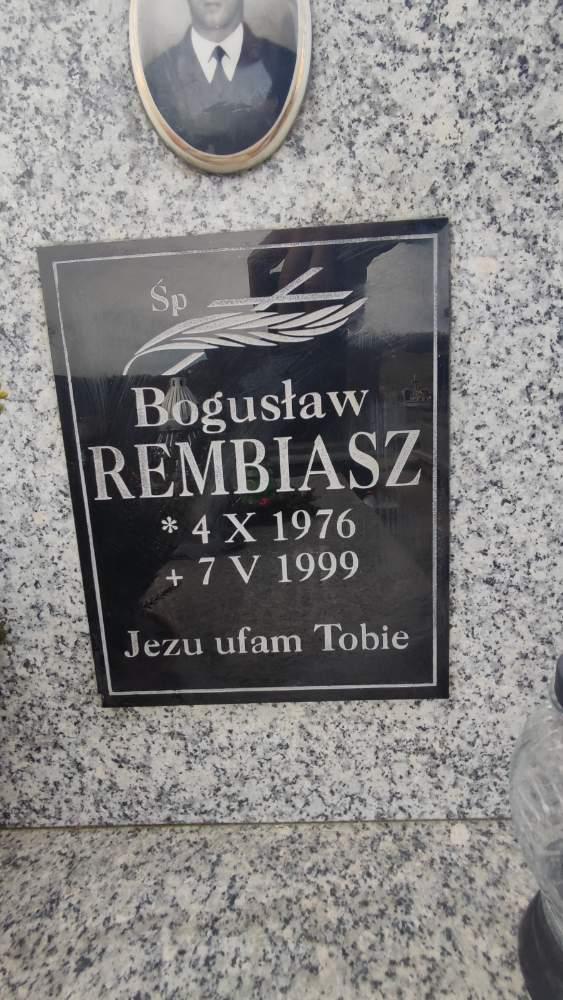 Śp
Bogusław
REMBIASZ
* 4 X 1976
+ 7 V 1999
Jezu ufam Tobie